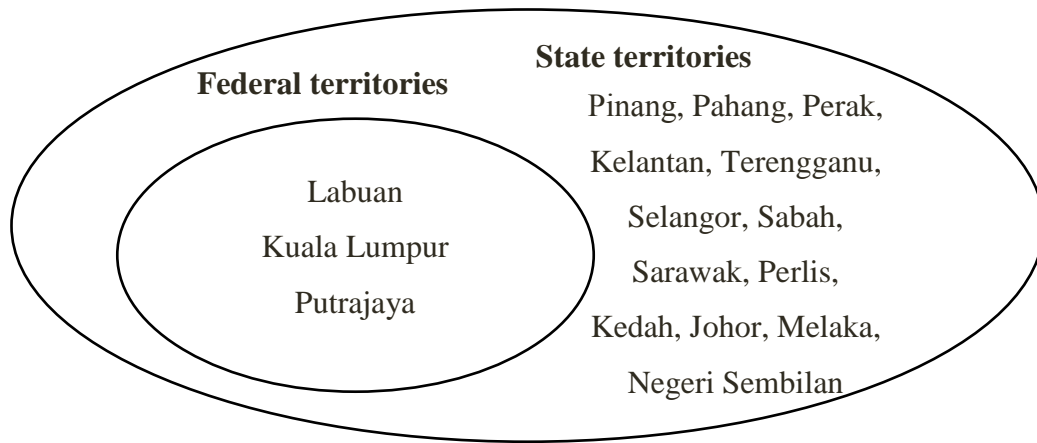 Federal territories
Labuan
Kuala Lumpur
Putrajaya
State territories
Pinang, Pahang, Perak,
Kelantan, Terengganu,
Selangor, Sabah,
Sarawak, Perlis,
Kedah, Johor, Melaka,
Negeri Sembilan